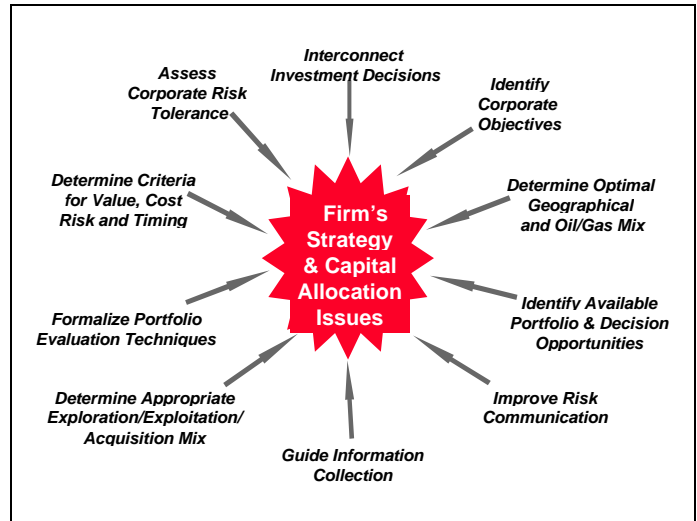 Interconnect
Investment Decisions
Identify
Corporate
Objectives
Determine Optimal
Geographical
and Oil/Gas Mix
Identify Available
Portfolio & Decision
Opportunities
Improve Risk
Communication
Guide Information
Collection
Determine Appropriate
Exploration/Exploitation/
Acquisition Mix
Formalize Portfolio
Evaluation Techniques
Determine Criteria
for Value, Cost
Risk and Timing
Assess
Corporate Risk
Tolerance
Firm's
Strategy
& Capital
Allocation
Issues